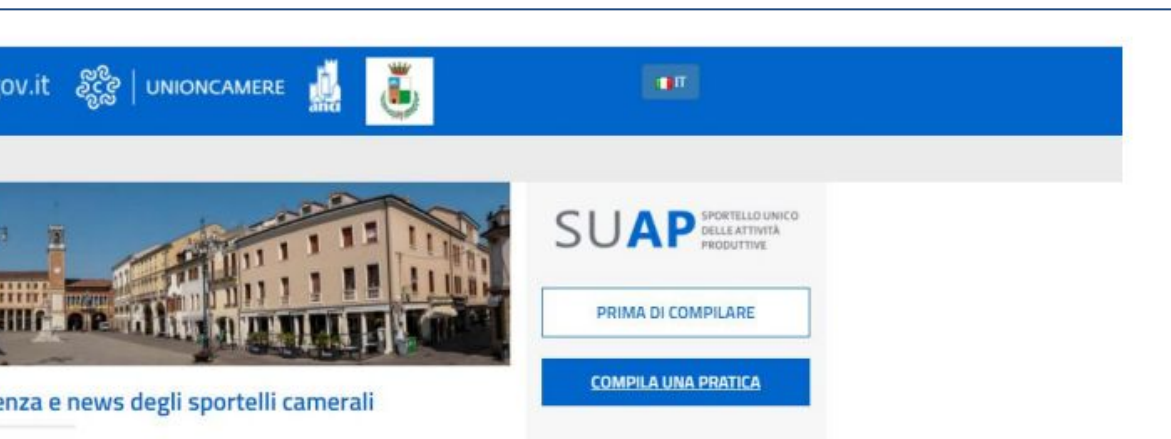 ov.it
UNIONCAMERE
anci
IT
SUAP SPORTELLO UNICO
DELLE ATTIVITÀ
PRODUTTIVE
PRIMA DI COMPILARE
COMPILA UNA PRATICA
enza e news degli sportelli camerali